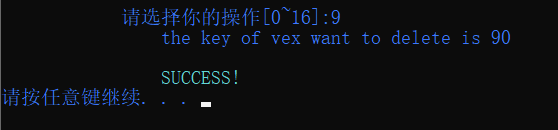 请选择你的操作[0~16]:9
the key of vex want to delete is 90
SUCCESS!
请按任意键继续. . .